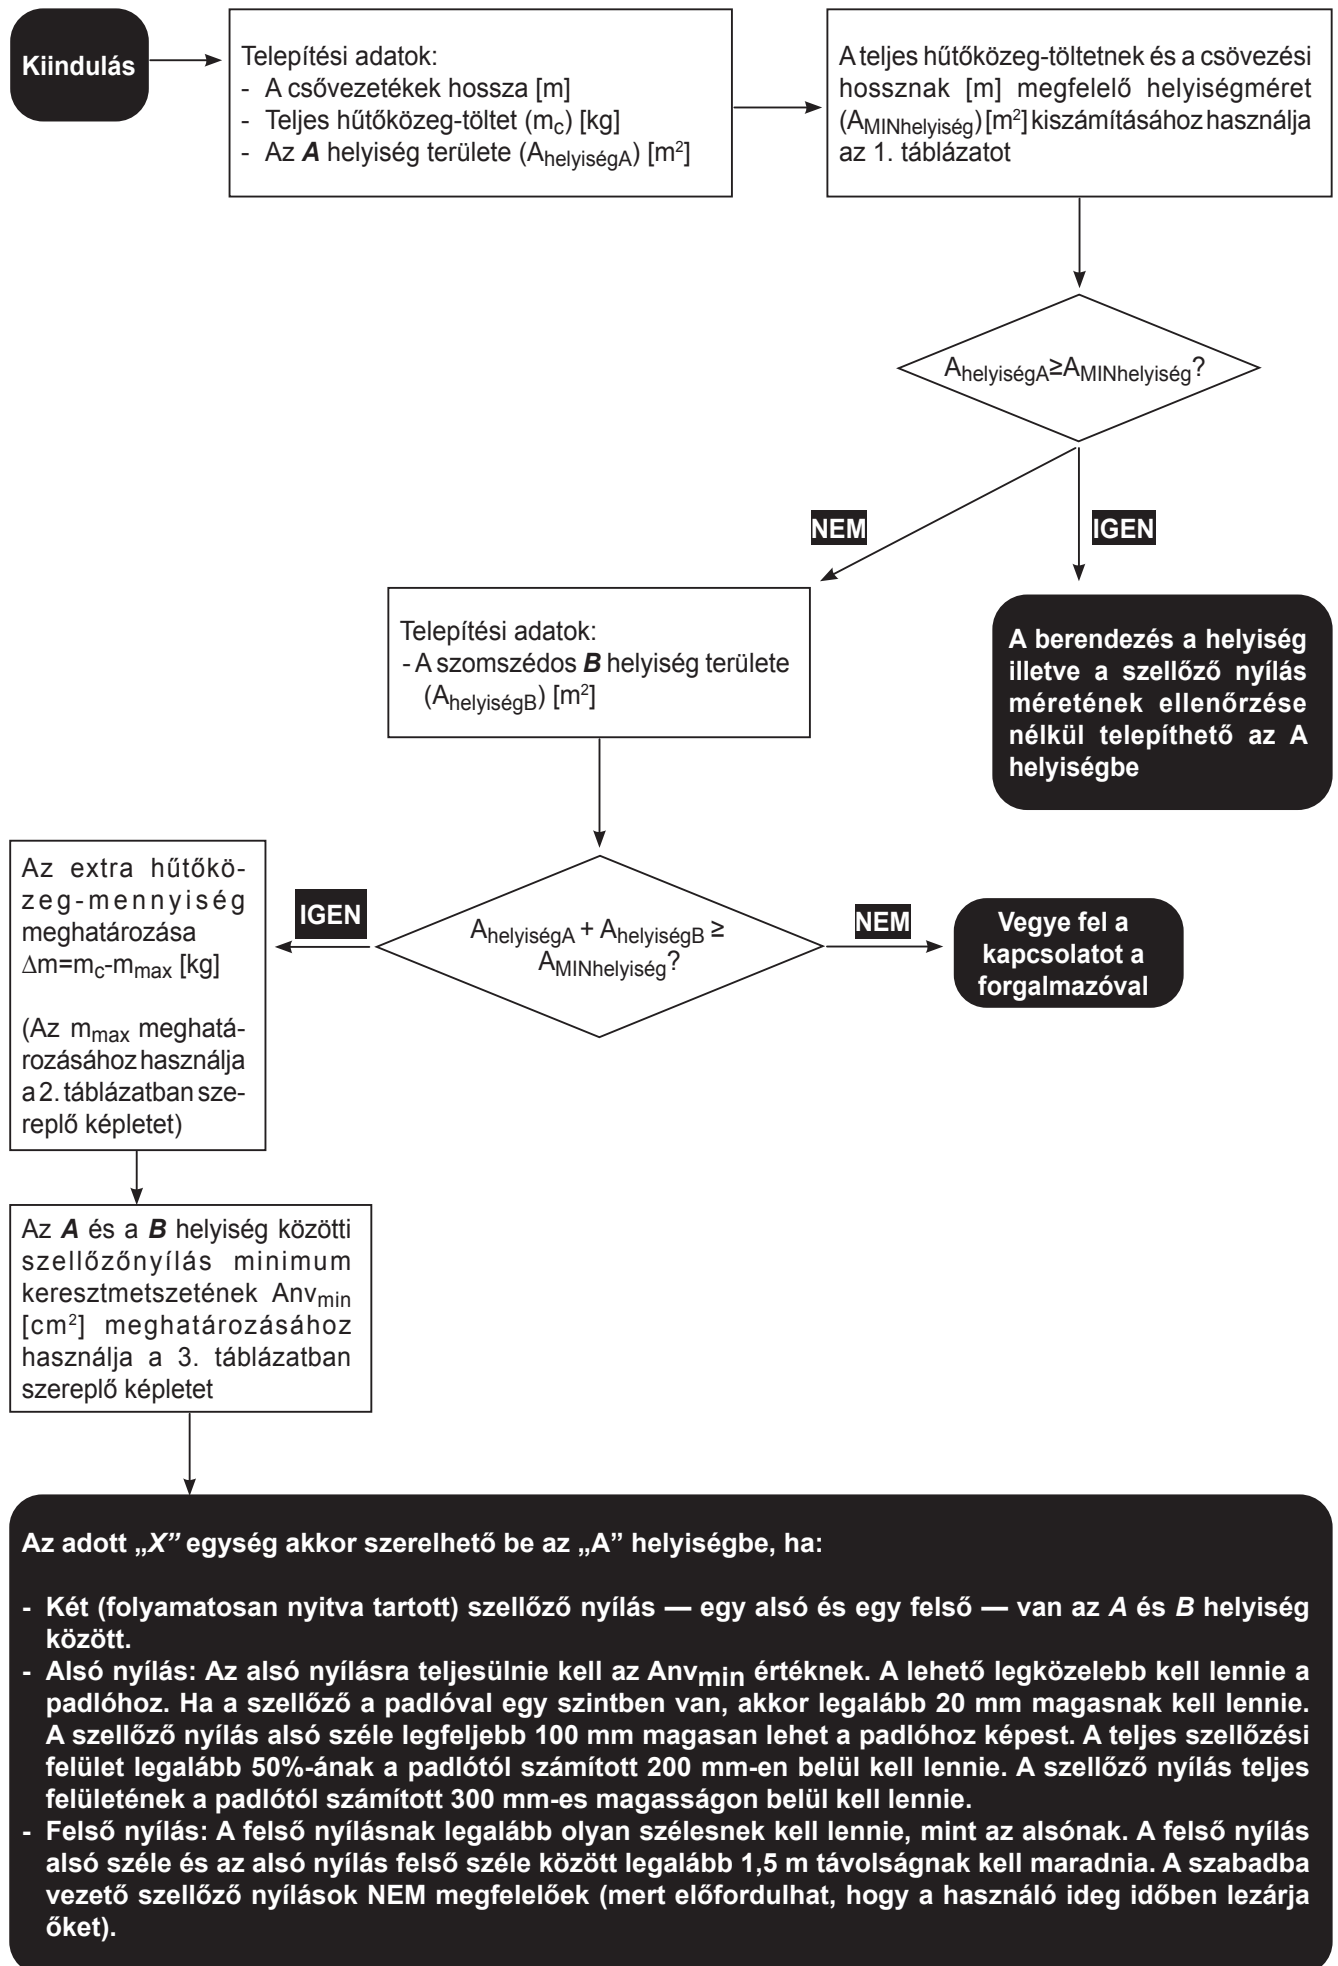 Kiindulás
Telepítési adatok:
- A csővezetékek hossza [m]
- Teljes hűtőközeg-töltet (mc) [kg]
- Az A helyiség területe (AhelyiségA) [m²]
A teljes hűtőközeg-töltetnek és a csövezési
hossznak [m] megfelelő helyiségméret
(AMINhelyiség) [m²] kiszámításához használja
az 1. táblázatot
AhelyiségA≥AMINhelyiség?
NEM
IGEN
Telepítési adatok:
- A szomszédos B helyiség területe
(AhelyiségB) [m²]
A berendezés a helyiség
illetve a szellőző nyílás
méretének ellenőrzése
nélkül telepíthető az A
helyiségbe
Az extra hűtőkö-
zeg-mennyiség
meghatározása
Δm=mc-mmax [kg]
(Az mmax meghatá-
rozásához használja
a 2. táblázatban sze-
replő képletet)
IGEN
AhelyiségA + AhelyiségB ≥
AMINhelyiség?
NEM
Vegye fel a
kapcsolatot a
forgalmazóval
Az A és a B helyiség közötti
szellőzőnyílás minimum
keresztmetszetének Anvmin
[cm²] meghatározásához
használja a 3. táblázatban
szereplő képletet
Az adott „X” egység akkor szerelhető be az „A” helyiségbe, ha:
- Két (folyamatosan nyitva tartott) szellőző nyílás — egy alsó és egy felső — van az A és B helyiség
között.
- Alsó nyílás: Az alsó nyílásra teljesülnie kell az Anvmin értéknek. A lehető legközelebb kell lennie a
padlóhoz. Ha a szellőző a padlóval egy szintben van, akkor legalább 20 mm magasnak kell lennie.
A szellőző nyílás alsó széle legfeljebb 100 mm magasan lehet a padlóhoz képest. A teljes szellőzési
felület legalább 50%-ának a padlótól számított 200 mm-en belül kell lennie. A szellőző nyílás teljes
felületének a padlótól számított 300 mm-es magasságon belül kell lennie.
- Felső nyílás: A felső nyílásnak legalább olyan szélesnek kell lennie, mint az alsónak. A felső nyílás
alsó széle és az alsó nyílás felső széle között legalább 1,5 m távolságnak kell maradnia. A szabadba
vezető szellőző nyílások NEM megfelelőek (mert előfordulhat, hogy a használó ideg időben lezárja
őket).